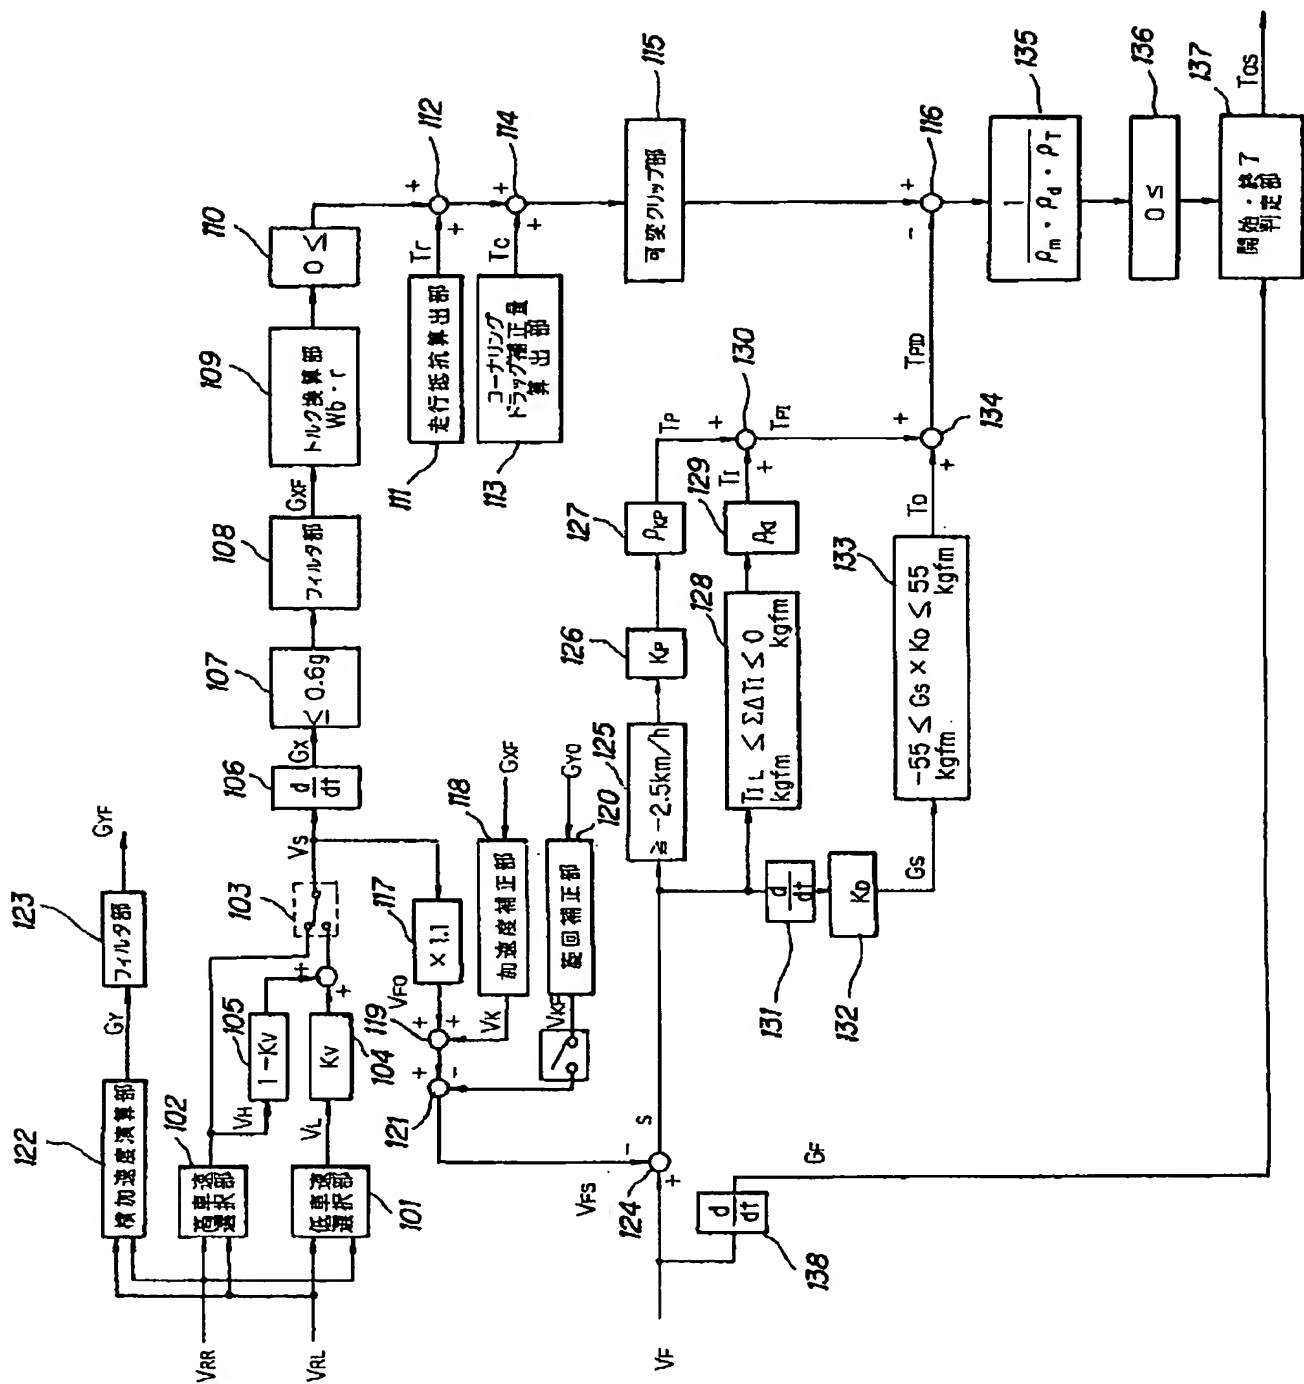 122
横加速度演算部
GY
123
フィルタ部
GYF
VRR
VRL
102
高車速
選択部
101
低車速
選択部
VH
VL
105
1−Kv
104
Kv
+
+
103
VS
106
d
dt
GX
107
≤ 0.6g
108
フィルタ部
GXF
109
トルク換算部
Wb・r
110
0 ≤
111
走行抵抗算出部
Tr
112
+
+
113
コーナリング
ドラッグ補正量
算出部
Tc
114
+
+
115
可変クリップ部
117
× 1.1
VFO
118
加速度補正部
GXF
VK
119
+
+
120
旋回補正部
GYO
VKF
121
+
−
VFS
VF
124
−
+
S
125
≧ −2.5km/h
126
KP
127
ρKP
TP
128
TIL ≤ ΣΔTI ≤ 0
kgfm
kgfm
129
ρKI
TI
130
+
+
TPI
131
d
dt
132
KD
GS
133
−55 ≤ GS × KD ≤ 55
kgfm
kgfm
TD
134
+
+
TPID
116
+
−
135
1
ρm・ρd・ρT
136
0 ≤
137
開始・終了
判定部
TOS
138
d
dt
GF